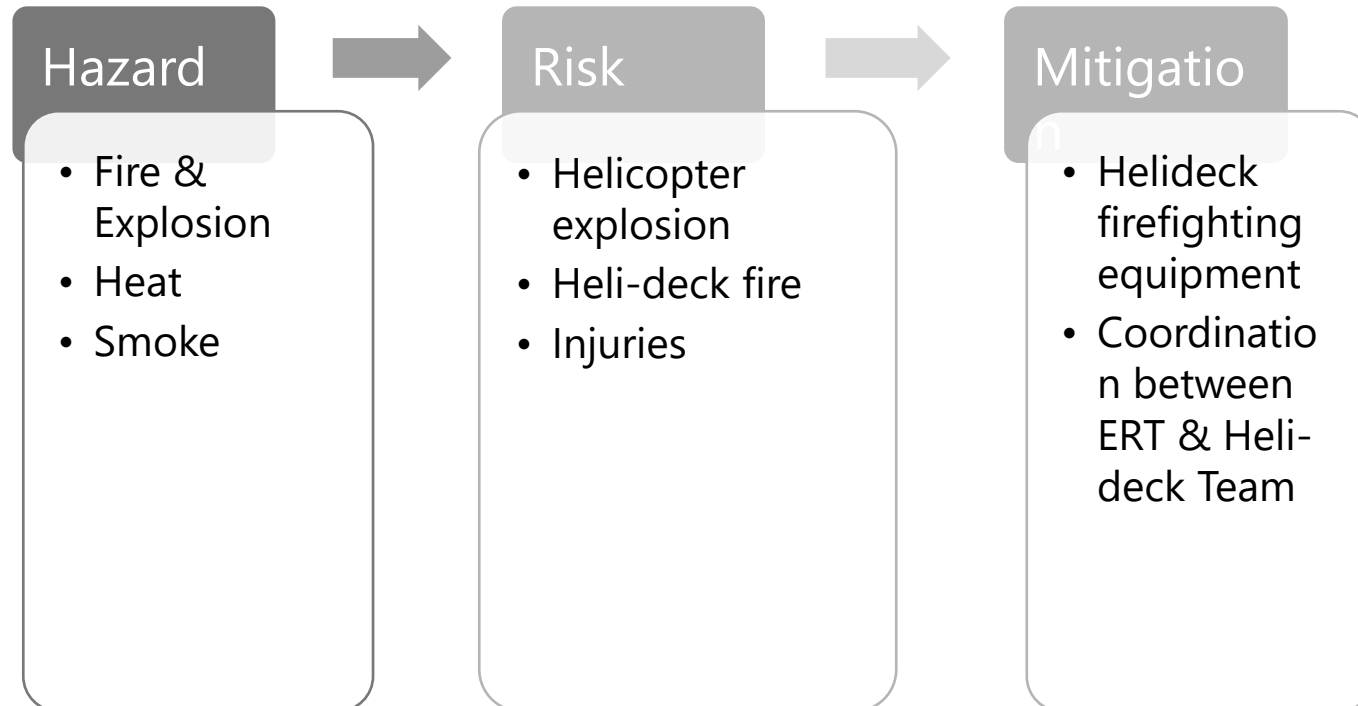 Hazard
• Fire &
Explosion
• Heat
• Smoke
Risk
• Helicopter
explosion
• Heli-deck fire
• Injuries
Mitigatio
n
• Helideck
firefighting
equipment
• Coordinatio
n between
ERT & Heli-
deck Team